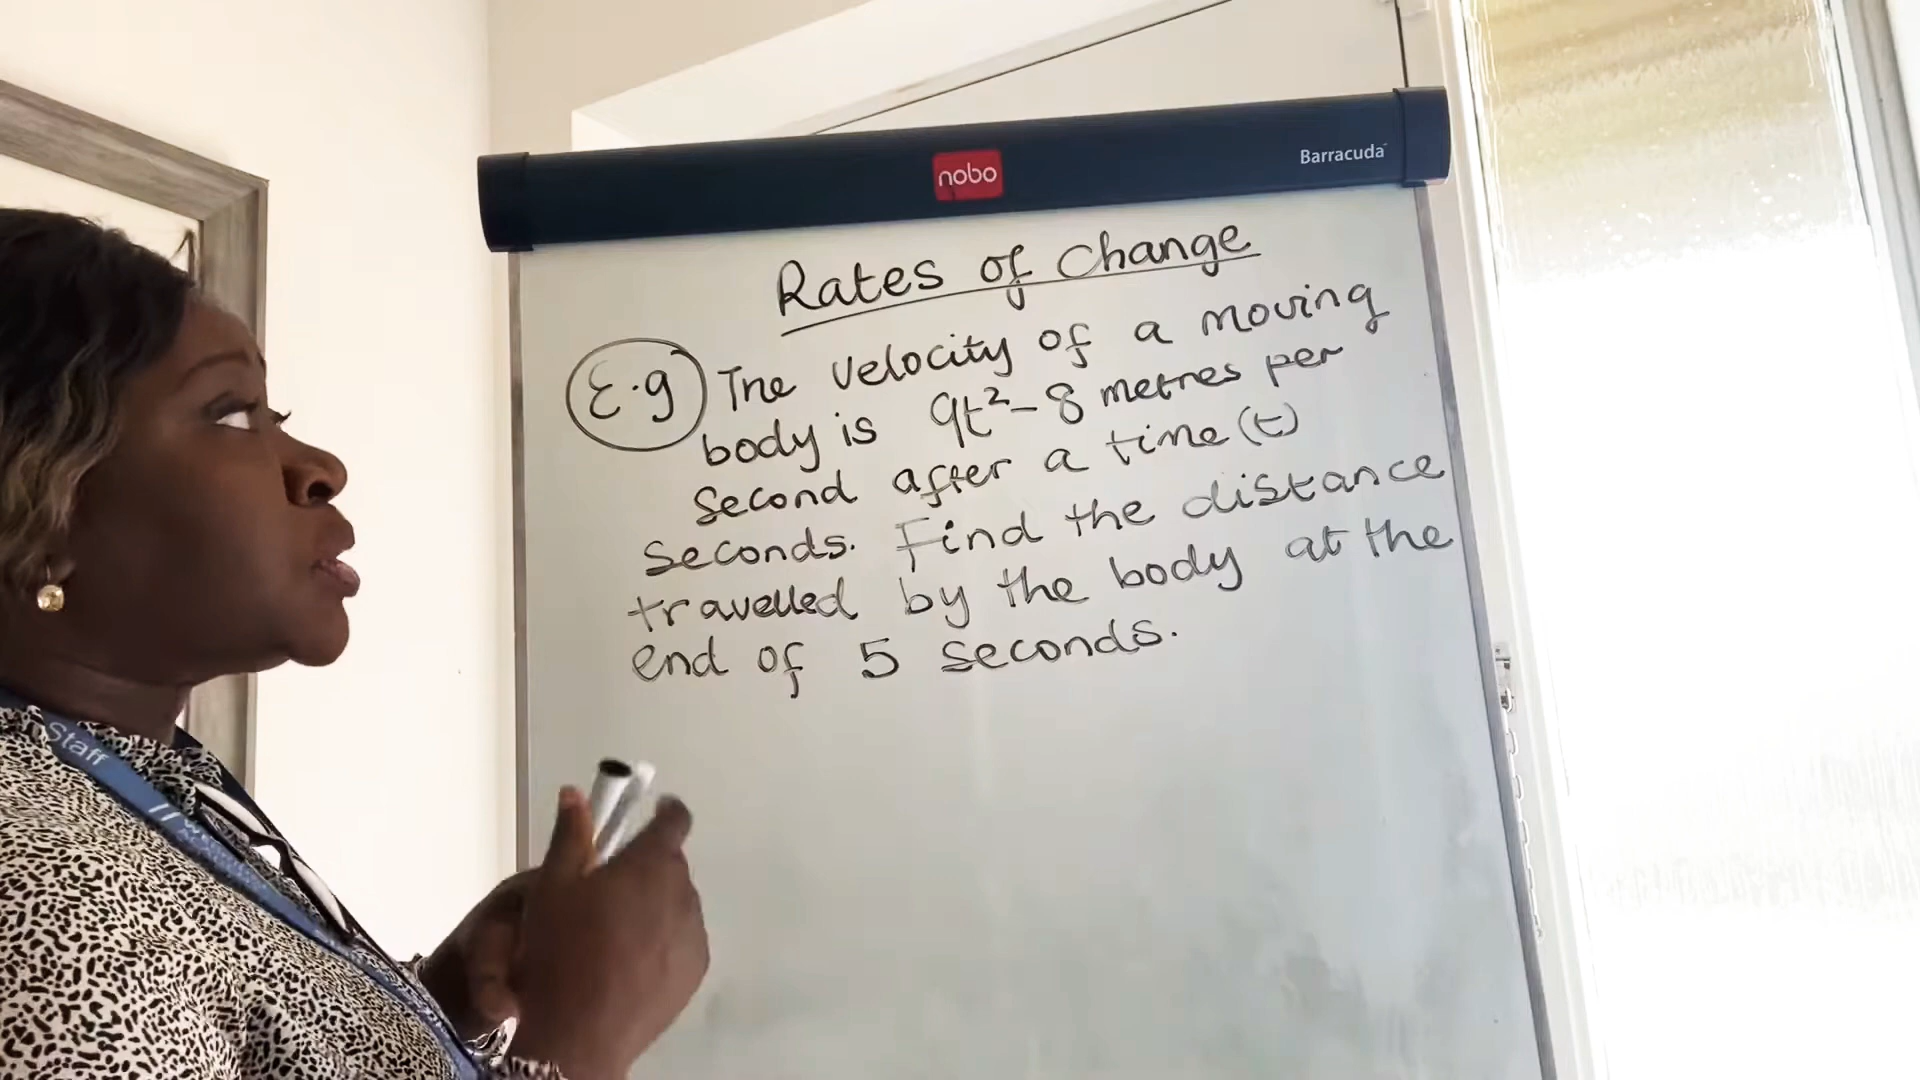 nobo
Barracuda
Rates of change
E.g The velocity of a moving
body is 9t²-8 metres per
second after a time (t)
seconds. Find the distance
travelled by the body at the
end of 5 seconds.
Staff